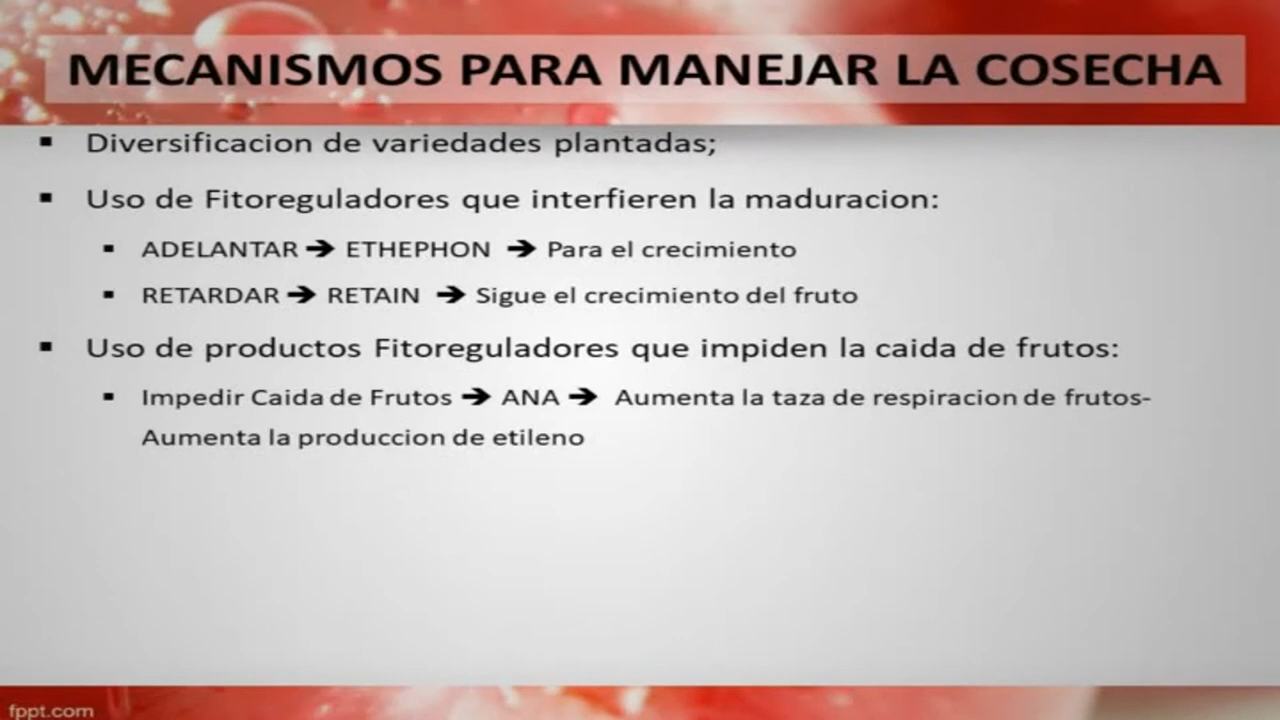 MECANISMOS PARA MANEJAR LA COSECHA
▪ Diversificacion de variedades plantadas;
▪ Uso de Fitoreguladores que interfieren la maduracion:
▪ ADELANTAR ➔ ETHEPHON ➔ Para el crecimiento
▪ RETARDAR ➔ RETAIN ➔ Sigue el crecimiento del fruto
▪ Uso de productos Fitoreguladores que impiden la caida de frutos:
▪ Impedir Caida de Frutos ➔ ANA ➔ Aumenta la taza de respiracion de frutos-
Aumenta la produccion de etileno
fppt.com